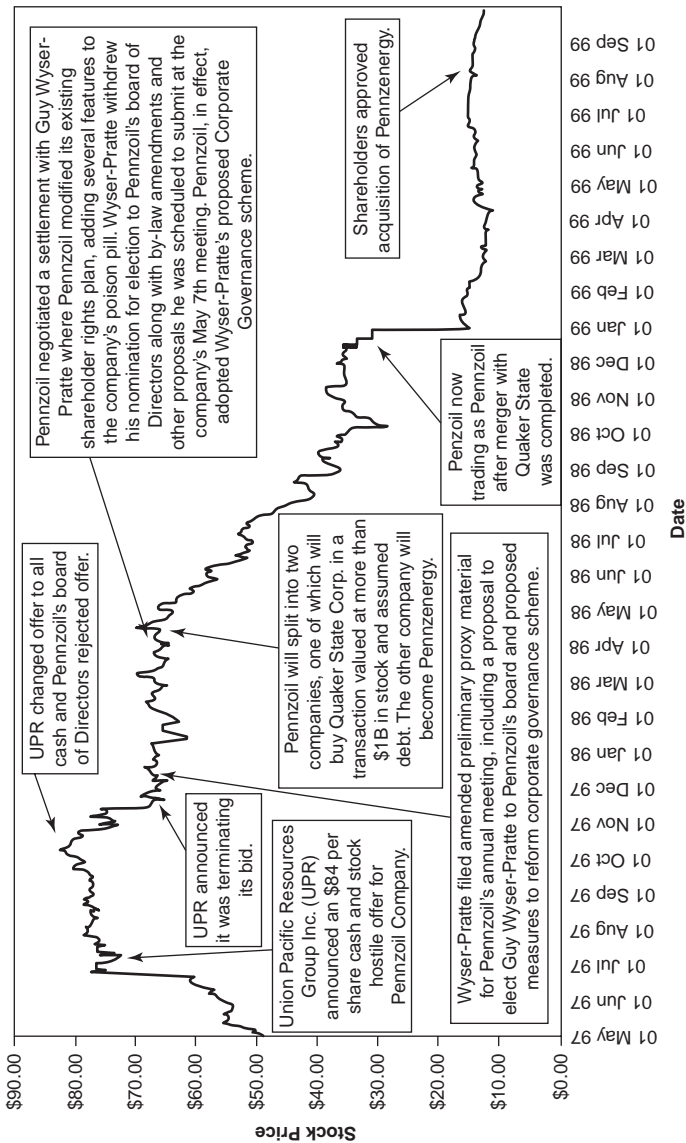 $90.00
$80.00
$70.00
$60.00
$50.00
$40.00
$30.00
$20.00
$10.00
$0.00
Stock Price
UPR changed offer to all
cash and Pennzoil's board
of Directors rejected offer.
Pennzoil negotiated a settlement with Guy Wyser-
Pratte where Pennzoil modified its existing
shareholder rights plan, adding several features to
the company's poison pill. Wyser-Pratte withdrew
his nomination for election to Pennzoil's board of
Directors along with by-law amendments and
other proposals he was scheduled to submit at the
company's May 7th meeting. Pennzoil, in effect,
adopted Wyser-Pratte's proposed Corporate
Governance scheme.
UPR announced
it was terminating
its bid.
Union Pacific Resources
Group Inc. (UPR)
announced an $84 per
share cash and stock
hostile offer for
Pennzoil Company.
Pennzoil will split into two
companies, one of which will
buy Quaker State Corp. in a
transaction valued at more than
$1B in stock and assumed
debt. The other company will
become Pennzenergy.
Shareholders approved
acquisition of Pennzenergy.
Wyser-Pratte filed amended preliminary proxy material
for Pennzoil's annual meeting, including a proposal to
elect Guy Wyser-Pratte to Pennzoil's board and proposed
measures to reform corporate governance scheme.
Penzoil now
trading as Pennzoil
after merger with
Quaker State
was completed.
01 May 97
01 Jun 97
01 Jul 97
01 Aug 97
01 Sep 97
01 Oct 97
01 Nov 97
01 Dec 97
01 Jan 98
01 Feb 98
01 Mar 98
01 Apr 98
01 May 98
01 Jun 98
01 Jul 98
01 Aug 98
01 Sep 98
01 Oct 98
01 Nov 98
01 Dec 98
01 Jan 99
01 Feb 99
01 Mar 99
01 Apr 99
01 May 99
01 Jun 99
01 Jul 99
01 Aug 99
01 Sep 99
Date